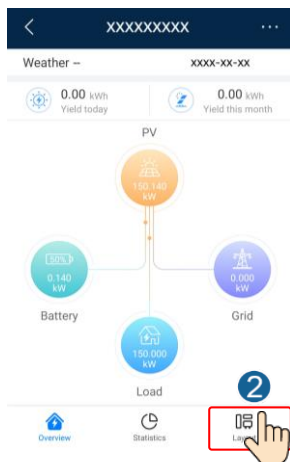 xxxxxxxxx ...
Weather –
xxxx-xx-xx
0.00 kWh
Yield today
0.00 kWh
Yield this month
PV
150.140
kW
50%
0.140
kW
0.000
kW
Battery
Grid
150.000
kW
Load
2
Overview
Statistics